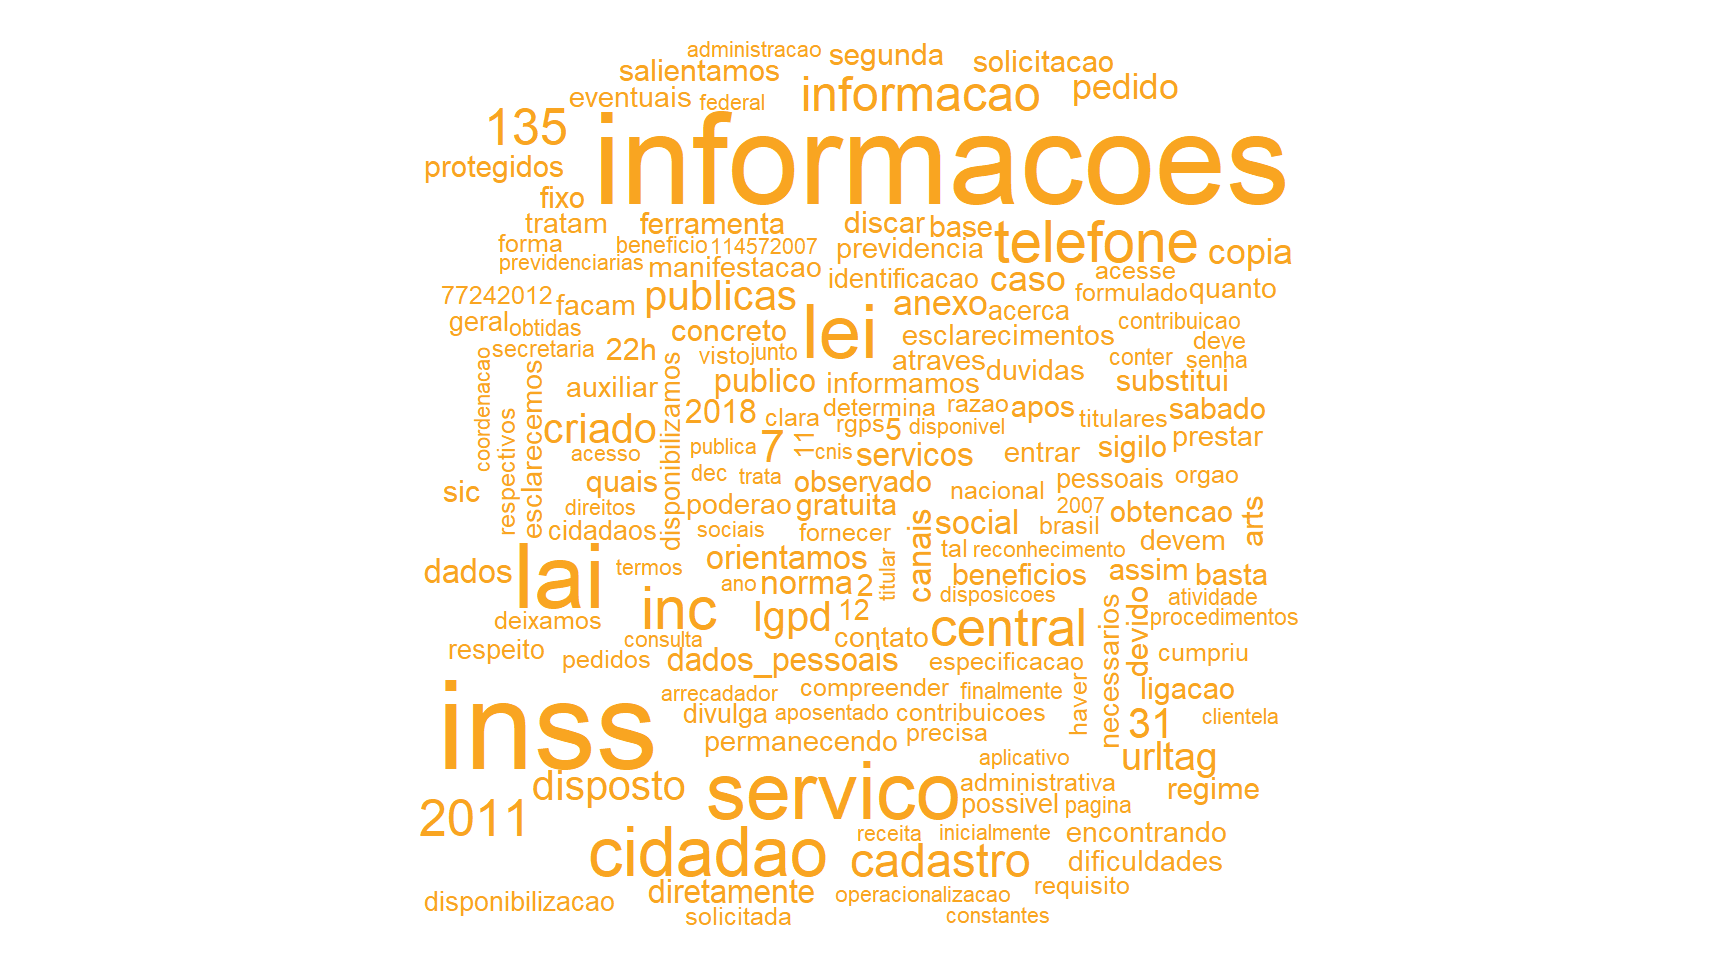 administracao
segunda
solicitacao
salientamos
informacao
pedido
eventuais
federal
135
informacoes
protegidos
fixo
tratam
ferramenta
discar
base
telefone
copia
forma
beneficio
114572007
previdencia
previdenciarias
manifestacao
identificacao
caso
acesse
77242012
facam
publicas
anexo
formulado
quanto
geral
obtidas
concreto
lei
acerca
contribuicao
esclarecimentos
deve
secretaria
22h
visto
junto
atraves
duvidas
conter
senha
coordenacao
esclarecemos
auxiliar
disponibilizamos
publico
informamos
substitui
respectivos
criado
2018
clara
determina
razao
apos
titulares
sabado
rgps
5
disponivel
acesso
publica
7
11
cnis
servicos
entrar
sigilo
prestar
sic
quais
dec
trata
observado
nacional
pessoais
orgao
direitos
poderao
gratuita
2007
obtencao
arts
cidadaos
sociais
fornecer
canais
social
brasil
devem
tal
reconhecimento
dados
lai
termos
orientamos
titular
beneficios
assim
basta
ano
norma
2
disposicoes
atividade
deixamos
inc
lgpd
12
contato
central
necessarios
devido
procedimentos
respeito
consulta
pedidos
dados_pessoais
especificacao
cumpriu
inss
arrecadador
compreender
finalmente
haver
ligacao
divulga
aposentado
contribuicoes
31
clientela
permanecendo
precisa
disposto
servico
aplicativo
urltag
administrativa
regime
2011
possivel
pagina
cidadao
receita
inicialmente
encontrando
cadastro
dificuldades
disponibilizacao
diretamente
operacionalizacao
requisito
solicitada
constantes